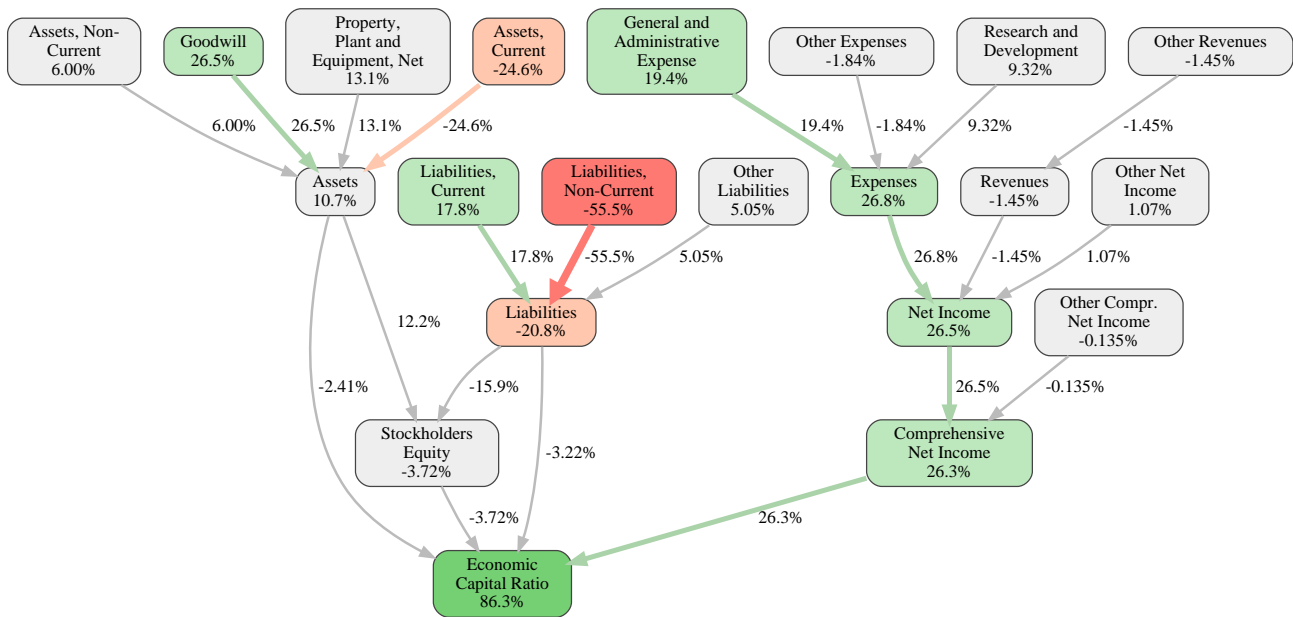 Assets, Non-
Current
6.00%
Goodwill
26.5%
Property,
Plant and
Equipment, Net
13.1%
Assets,
Current
-24.6%
General and
Administrative
Expense
19.4%
Other Expenses
-1.84%
Research and
Development
9.32%
Other Revenues
-1.45%
6.00%
26.5%
13.1%
-24.6%
19.4%
-1.84%
9.32%
-1.45%
Assets
10.7%
Liabilities,
Current
17.8%
Liabilities,
Non-Current
-55.5%
Other
Liabilities
5.05%
Expenses
26.8%
Revenues
-1.45%
Other Net
Income
1.07%
17.8%
-55.5%
5.05%
26.8%
-1.45%
1.07%
Liabilities
-20.8%
Net Income
26.5%
Other Compr.
Net Income
-0.135%
12.2%
-2.41%
-15.9%
26.5%
-0.135%
Stockholders
Equity
-3.72%
-3.22%
Comprehensive
Net Income
26.3%
-3.72%
26.3%
Economic
Capital Ratio
86.3%